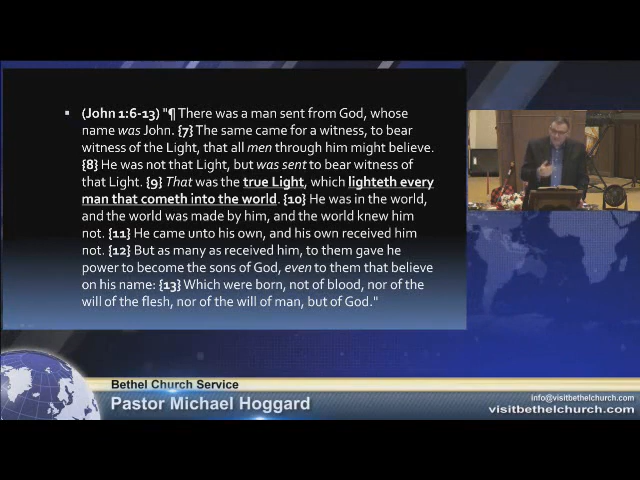 ▪ (John 1:6-13) "¶ There was a man sent from God, whose
name was John. {7} The same came for a witness, to bear
witness of the Light, that all men through him might believe.
{8} He was not that Light, but was sent to bear witness of
that Light. {9} That was the true Light, which lighteth every
man that cometh into the world. {10} He was in the world,
and the world was made by him, and the world knew him
not. {11} He came unto his own, and his own received him
not. {12} But as many as received him, to them gave he
power to become the sons of God, even to them that believe
on his name: {13} Which were born, not of blood, nor of the
will of the flesh, nor of the will of man, but of God."
Bethel Church Service
Pastor Michael Hoggard
info@visitbethelchurch.com
visitbethelchurch.com